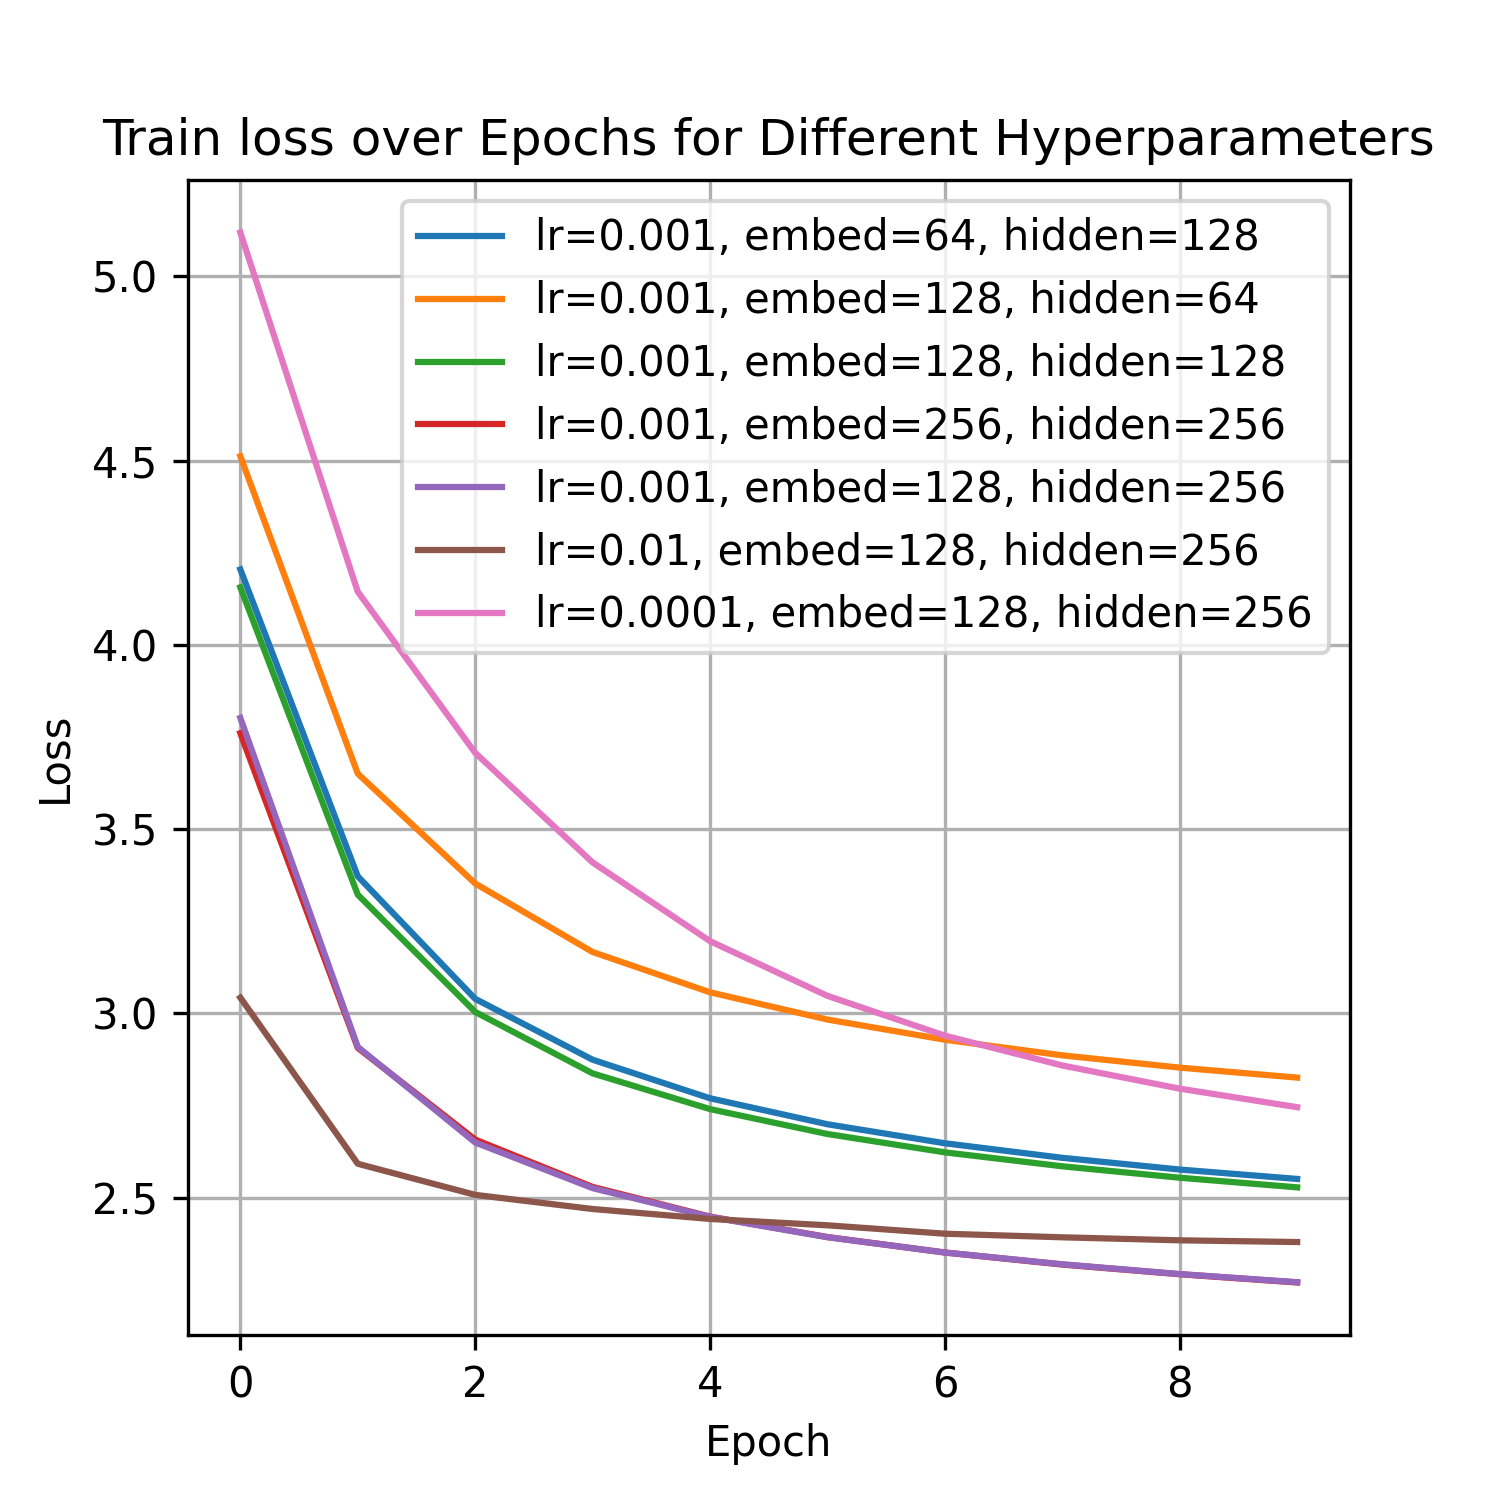 Train loss over Epochs for Different Hyperparameters
lr=0.001, embed=64, hidden=128
lr=0.001, embed=128, hidden=64
lr=0.001, embed=128, hidden=128
lr=0.001, embed=256, hidden=256
lr=0.001, embed=128, hidden=256
lr=0.01, embed=128, hidden=256
lr=0.0001, embed=128, hidden=256
5.0
4.5
4.0
3.5
3.0
2.5
Loss
0 2 4 6 8
Epoch